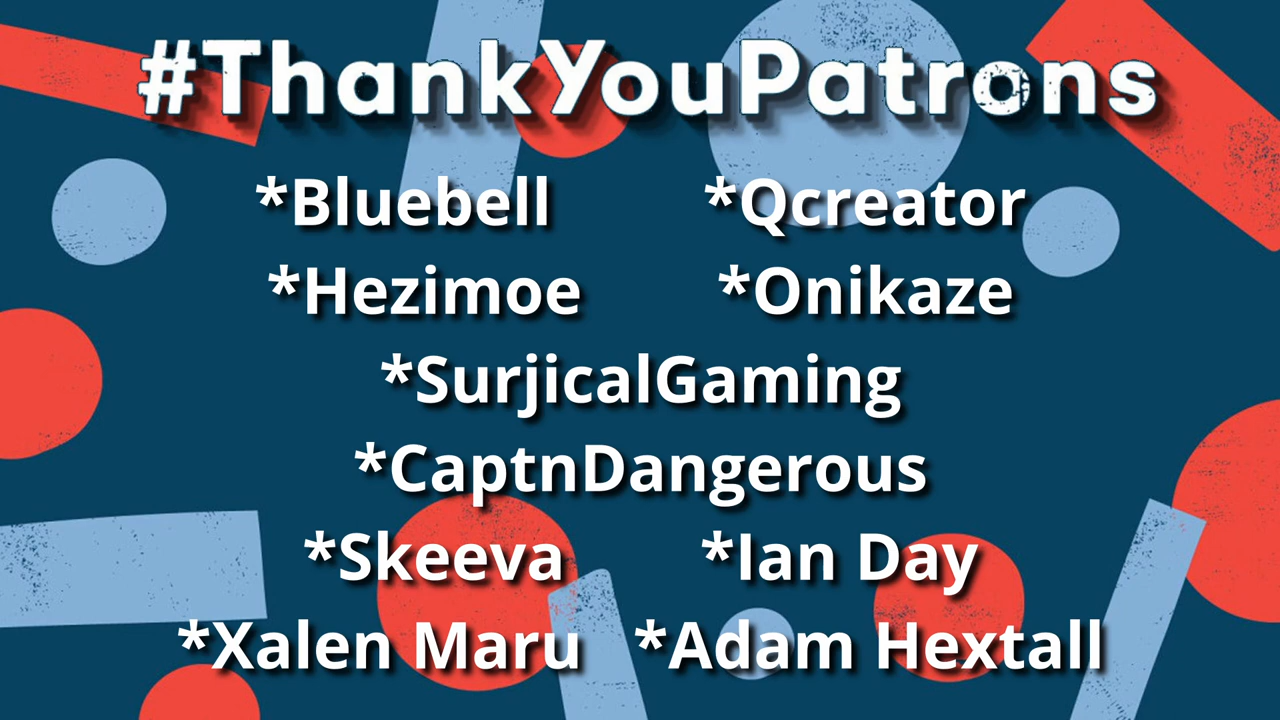 #ThankYouPatrons
*Bluebell *Qcreator
*Hezimoe *Onikaze
*SurjicalGaming
*CaptnDangerous
*Skeeva *Ian Day
*Xalen Maru *Adam Hextall